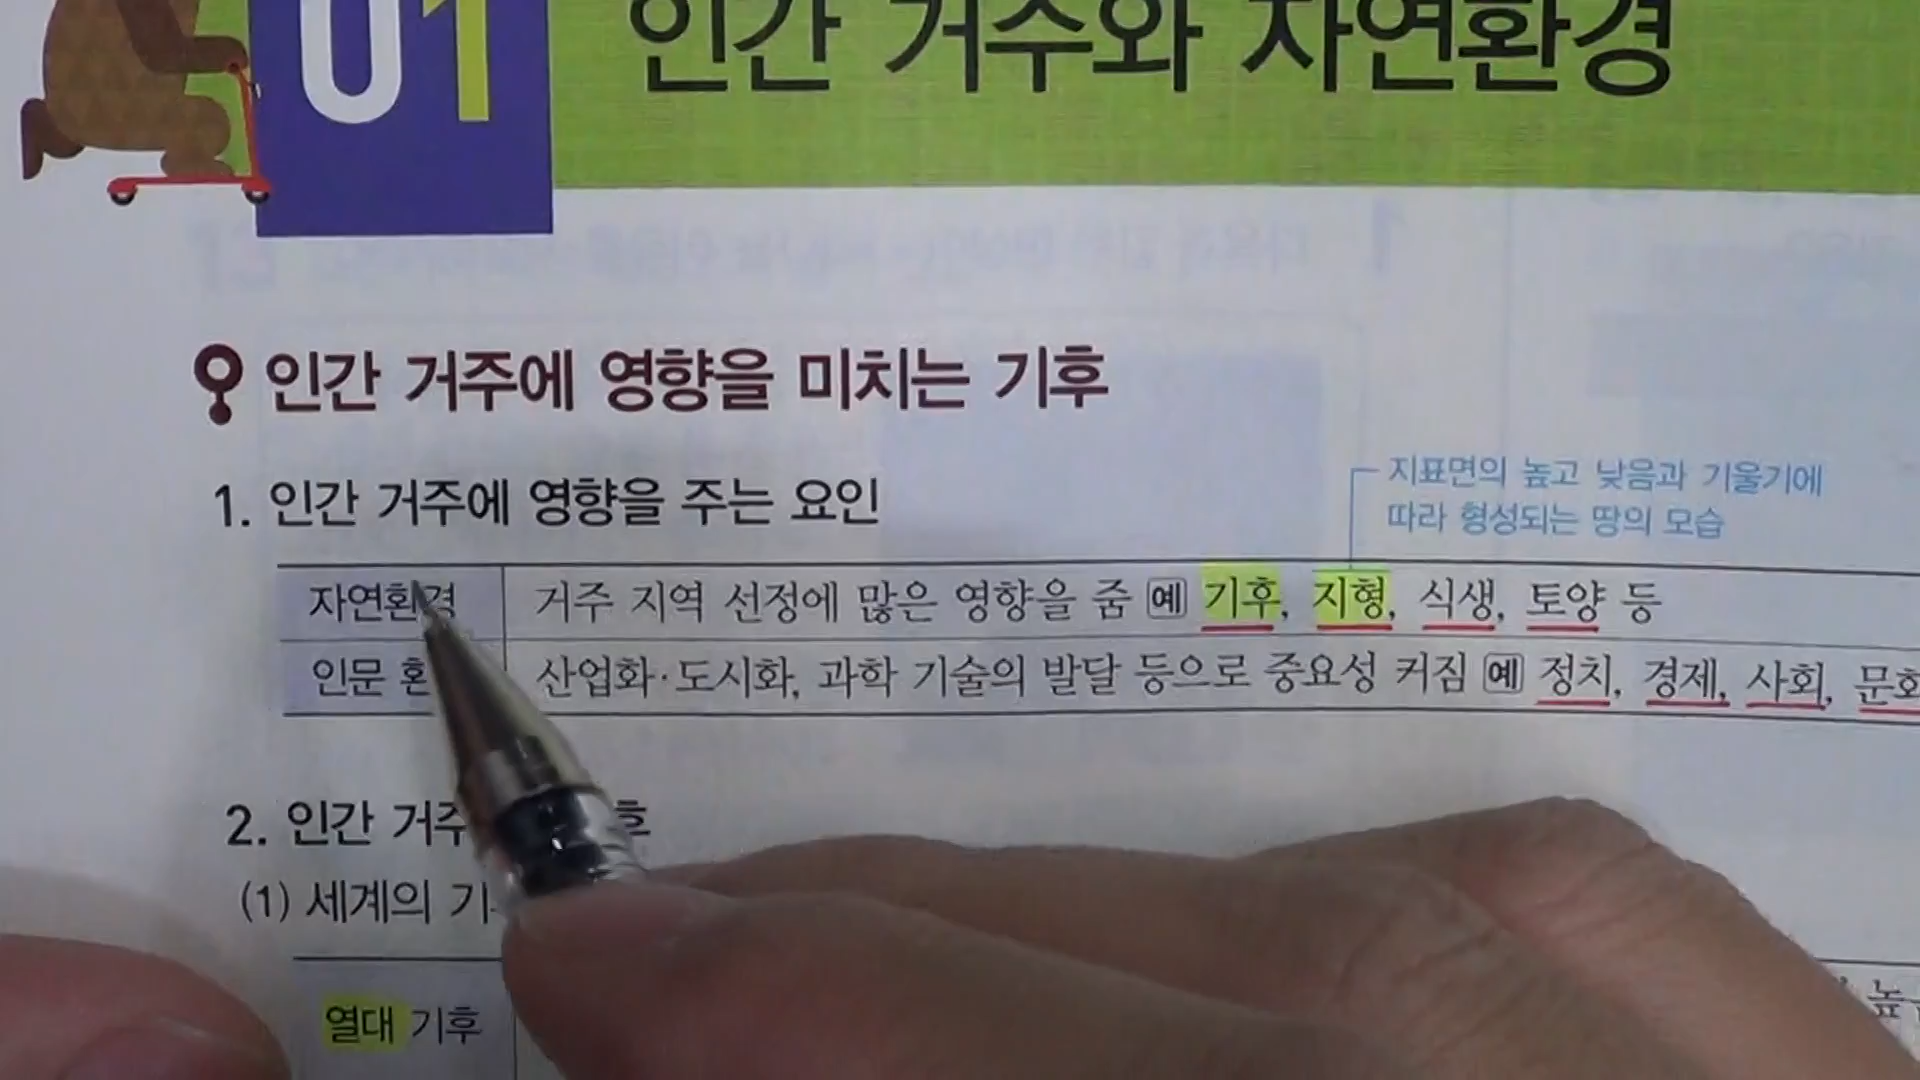 01
인간 거주와 자연환경
인간 거주에 영향을 미치는 기후
1. 인간 거주에 영향을 주는 요인
지표면의 높고 낮음과 기울기에
따라 형성되는 땅의 모습
자연환경 거주 지역 선정에 많은 영향을 줌 예 기후, 지형, 식생, 토양 등
인문 산업화·도시화, 과학 기술의 발달 등으로 중요성 커짐 예 정치, 경제, 사회,
2. 인간
(1) 세계의
열대 기후